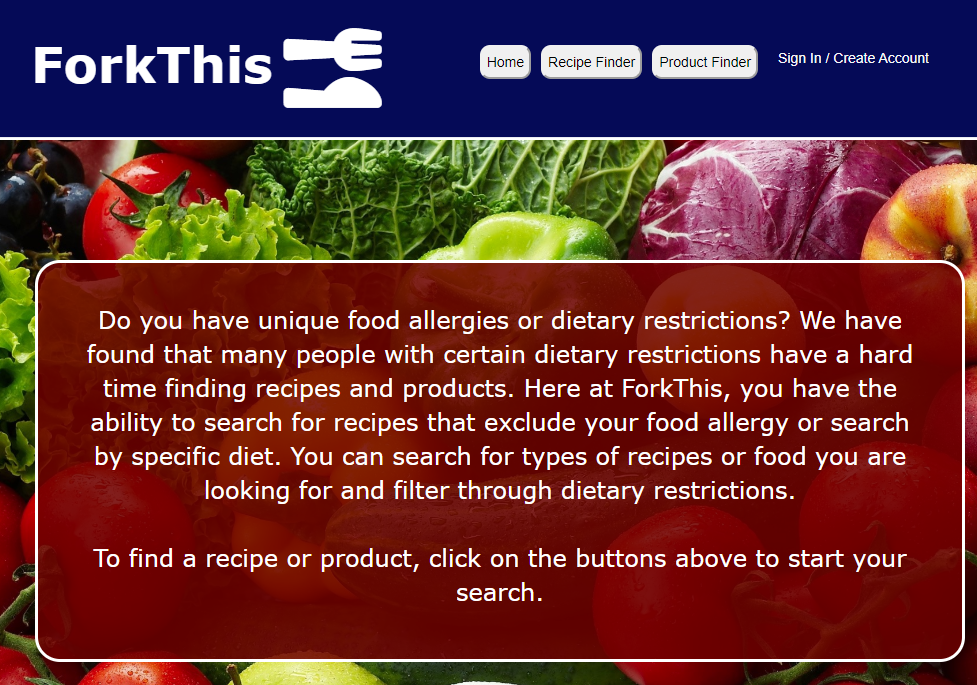 ForkThis
Home Recipe Finder Product Finder Sign In / Create Account
Do you have unique food allergies or dietary restrictions? We have
found that many people with certain dietary restrictions have a hard
time finding recipes and products. Here at ForkThis, you have the
ability to search for recipes that exclude your food allergy or search
by specific diet. You can search for types of recipes or food you are
looking for and filter through dietary restrictions.
To find a recipe or product, click on the buttons above to start your
search.